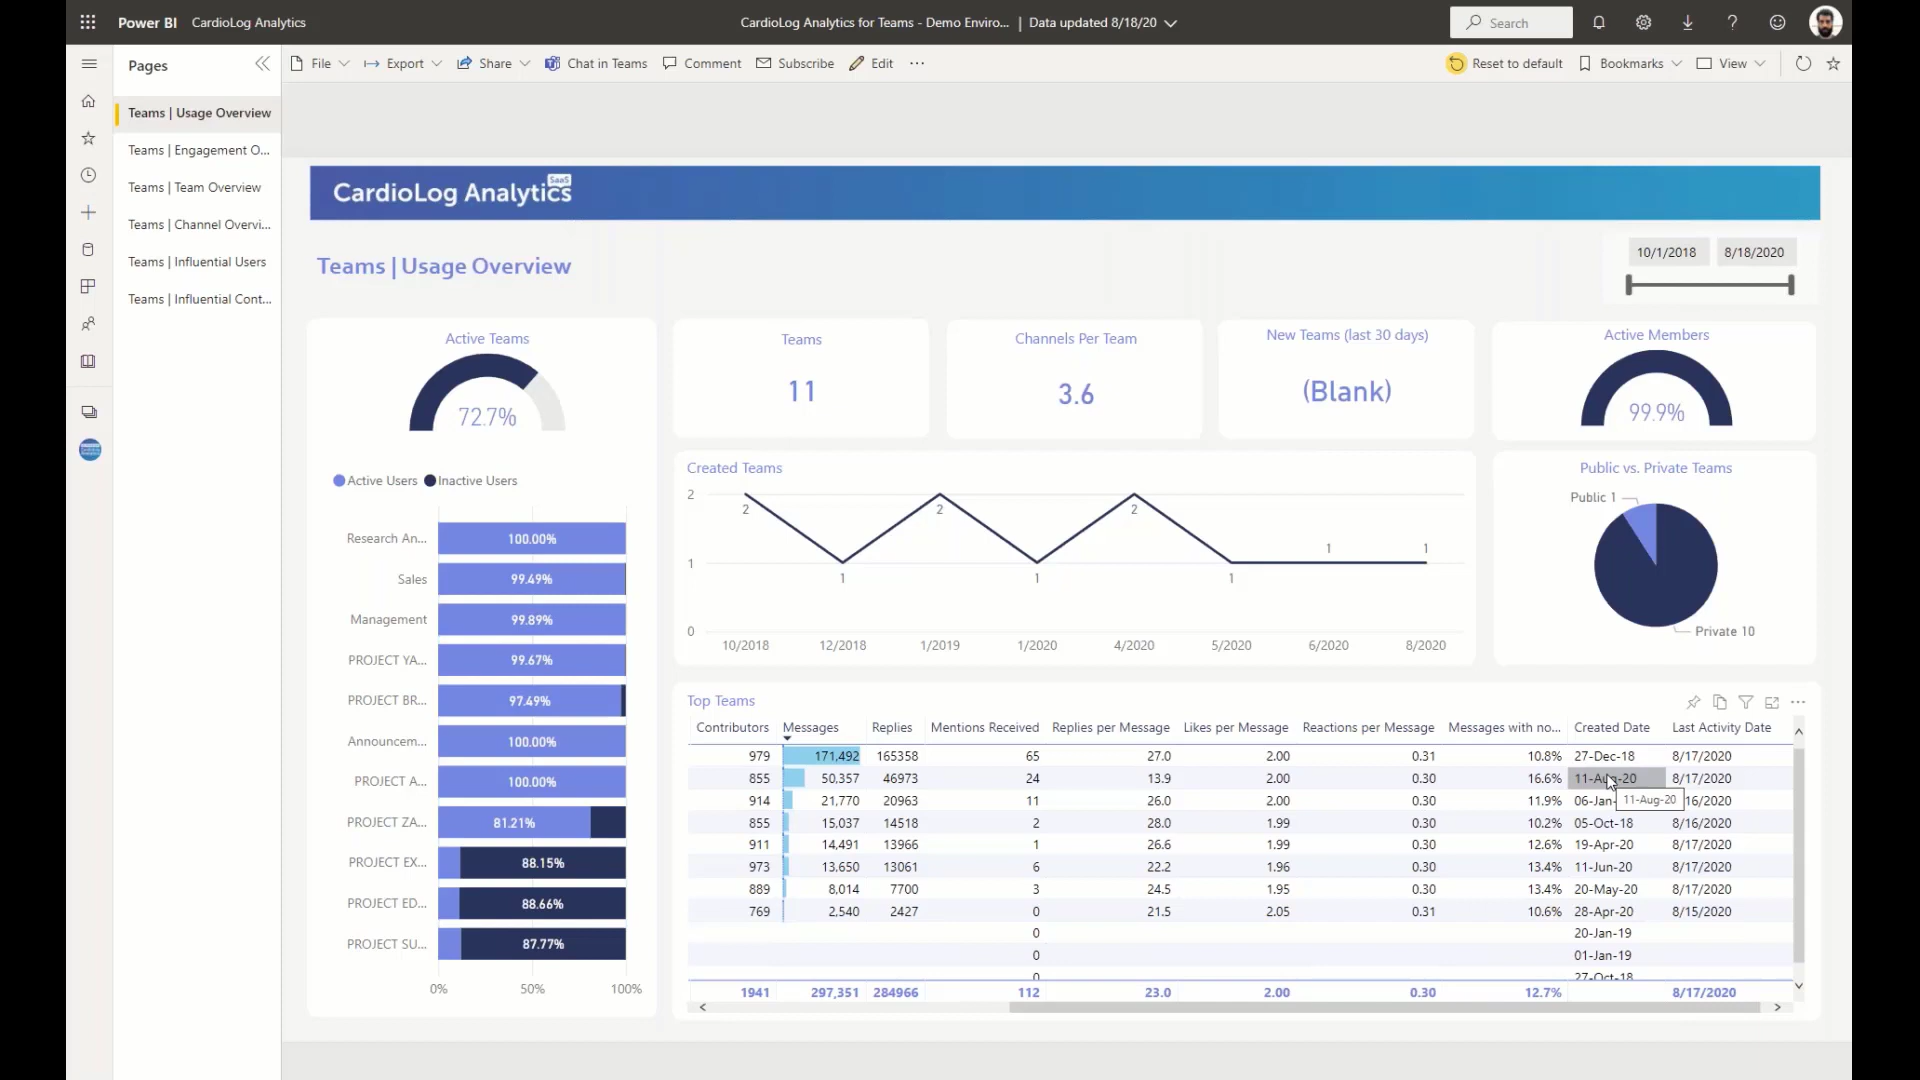 Power BI CardioLog Analytics
CardioLog Analytics for Teams - Demo Enviro... | Data updated 8/18/20
Search
Pages
File Export Share Chat in Teams Comment Subscribe Edit ...
Reset to default Bookmarks View
Teams | Usage Overview
Teams | Engagement O...
Teams | Team Overview
Teams | Channel Overvi...
Teams | Influential Users
Teams | Influential Cont...
CardioLog Analytics SaaS
Teams | Usage Overview
10/1/2018 8/18/2020
Active Teams
72.7%
Teams
11
Channels Per Team
3.6
New Teams (last 30 days)
(Blank)
Active Members
99.9%
Active Users Inactive Users
Research An... 100.00%
Sales 99.49%
Management 99.89%
PROJECT YA... 99.67%
PROJECT BR... 97.49%
Announcem... 100.00%
PROJECT A... 100.00%
PROJECT ZA... 81.21%
PROJECT EX... 88.15%
PROJECT ED... 88.66%
PROJECT SU... 87.77%
0% 50% 100%
Created Teams
2
1
0
2 1 2 1 2 1 1 1
10/2018 12/2018 1/2019 1/2020 4/2020 5/2020 6/2020 8/2020
Public vs. Private Teams
Public 1
Private 10
Top Teams
Contributors Messages Replies Mentions Received Replies per Message Likes per Message Reactions per Message Messages with no... Created Date Last Activity Date
979 171,492 165358 65 27.0 2.00 0.31 10.8% 27-Dec-18 8/17/2020
855 50,357 46973 24 13.9 2.00 0.30 16.6% 11-Aug-20 8/17/2020
914 21,770 20963 11 26.0 2.00 0.30 11.9% 06-Jan- 16/2020
11-Aug-20
855 15,037 14518 2 28.0 1.99 0.30 10.2% 05-Oct-18 8/16/2020
911 14,491 13966 1 26.6 1.99 0.30 12.6% 19-Apr-20 8/17/2020
973 13,650 13061 6 22.2 1.96 0.30 13.4% 11-Jun-20 8/17/2020
889 8,014 7700 3 24.5 1.95 0.30 13.4% 20-May-20 8/17/2020
769 2,540 2427 0 21.5 2.05 0.31 10.6% 28-Apr-20 8/15/2020
0 20-Jan-19
0 01-Jan-19
0 27-Oct-18
1941 297,351 284966 112 23.0 2.00 0.30 12.7% 8/17/2020